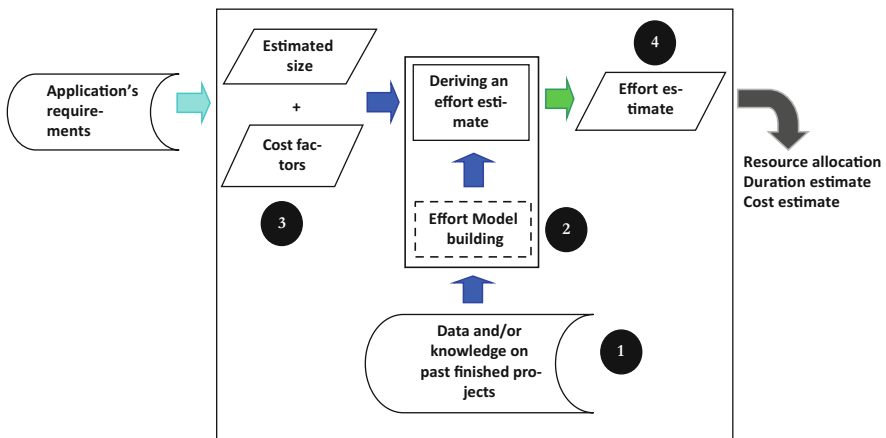 Application's
require-
ments
Estimated
size
+
Cost fac-
tors
3
Deriving an
effort esti-
mate
Effort Model
building
2
4
Effort es-
timate
Resource allocation
Duration estimate
Cost estimate
Data and/or
knowledge on
past finished pro-
jects
1